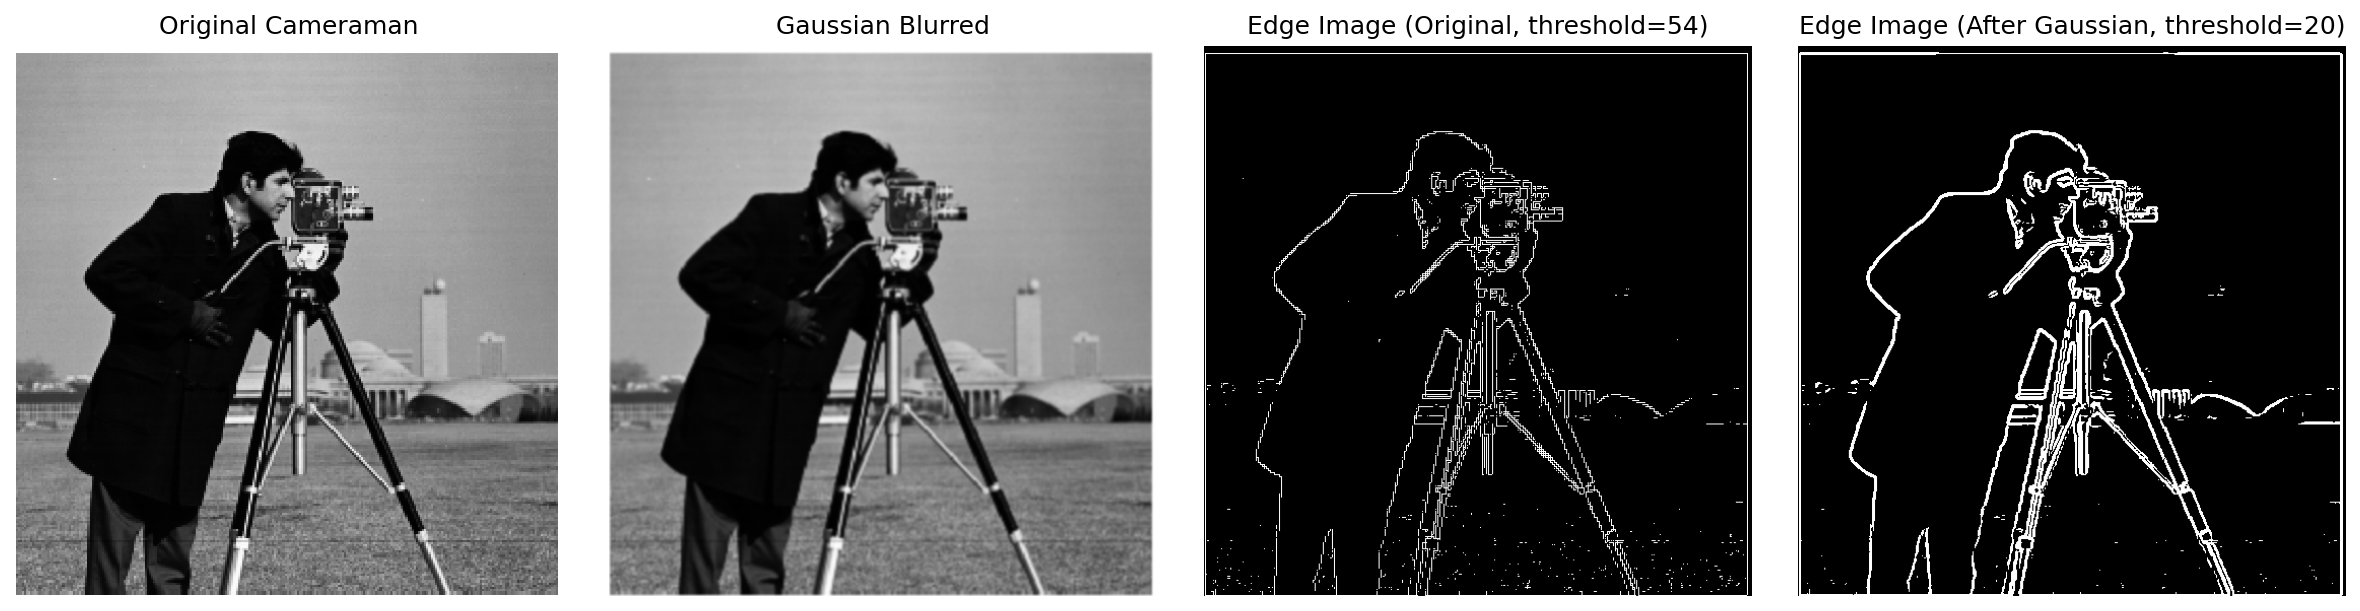 Original Cameraman
Gaussian Blurred
Edge Image (Original, threshold=54)
Edge Image (After Gaussian, threshold=20)